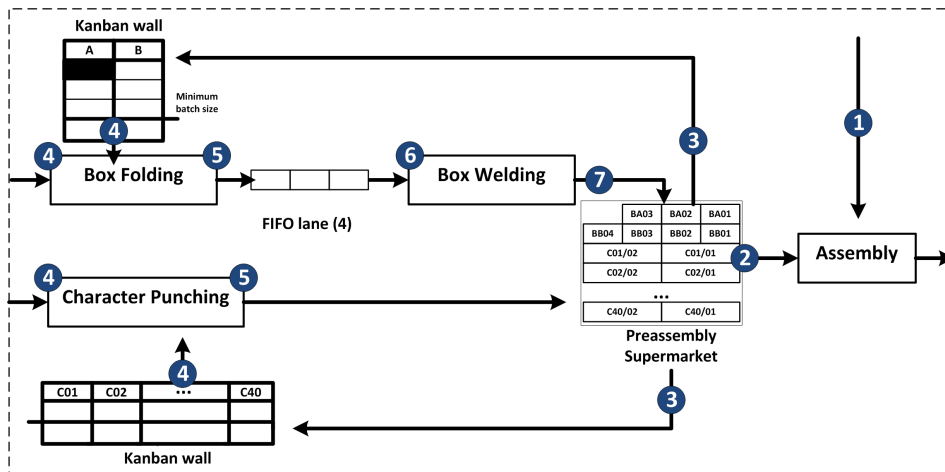 Kanban wall
A B
Minimum
batch size
4
1
3
4 5
Box Folding
6
Box Welding
7
FIFO lane (4)
BA03 BA02 BA01
BB04 BB03 BB02 BB01
C01/02 C01/01
C02/02 C02/01
...
C40/02 C40/01
2
Assembly
4 5
Character Punching
Preassembly
Supermarket
4
3
C01 C02 ... C40
Kanban wall